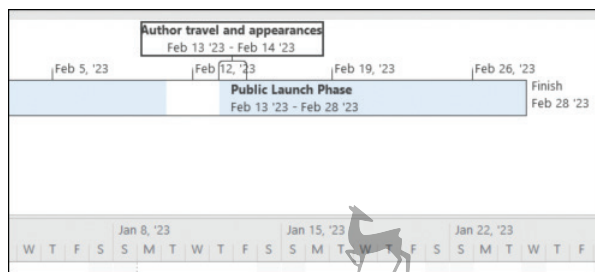 Author travel and appearances
Feb 13 '23 - Feb 14 '23
Feb 5, '23
Feb 12, '23
Feb 19, '23
Feb 26, '23
Public Launch Phase
Feb 13 '23 - Feb 28 '23
Finish
Feb 28 '23
Jan 8, '23
Jan 15, '23
Jan 22, '23
W T F S S M T W T F S S M T W T F S S M T W T F